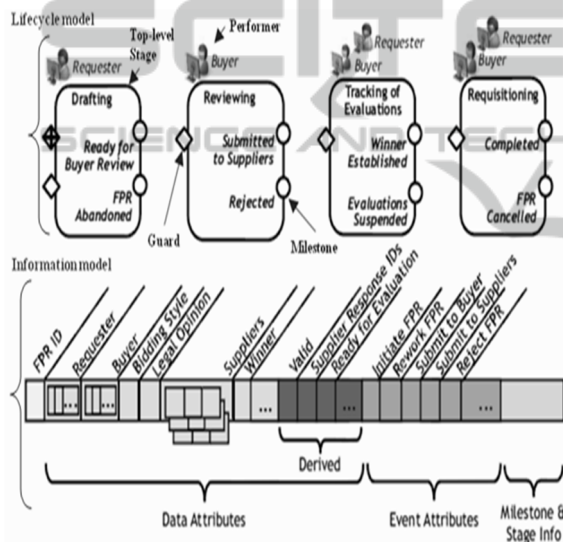 SCITE
SCIENCE AND TEC
Lifecycle model
Top-level
Stage
Performer
Requester
Buyer
Requester
Buyer
Requester
Buyer
Drafting
Ready for
Buyer Review
FPR
Abandoned
Reviewing
Submitted
to Suppliers
Rejected
Tracking of
Evaluations
Winner
Established
Evaluations
Suspended
Requisitioning
Completed
FPR
Cancelled
Guard
Milestone
Information model
FPR ID
Requester
Buyer
Bidding Style
Legal Opinion
Suppliers
Winner
Valid
Supplier Response IDs
Ready for Evaluation
Initiate FPR
Rework FPR
Submit to Buyer
Submit to Suppliers
Reject FPR
...
...
...
...
...
Derived
Data Attributes
Event Attributes
Milestone &
Stage Info